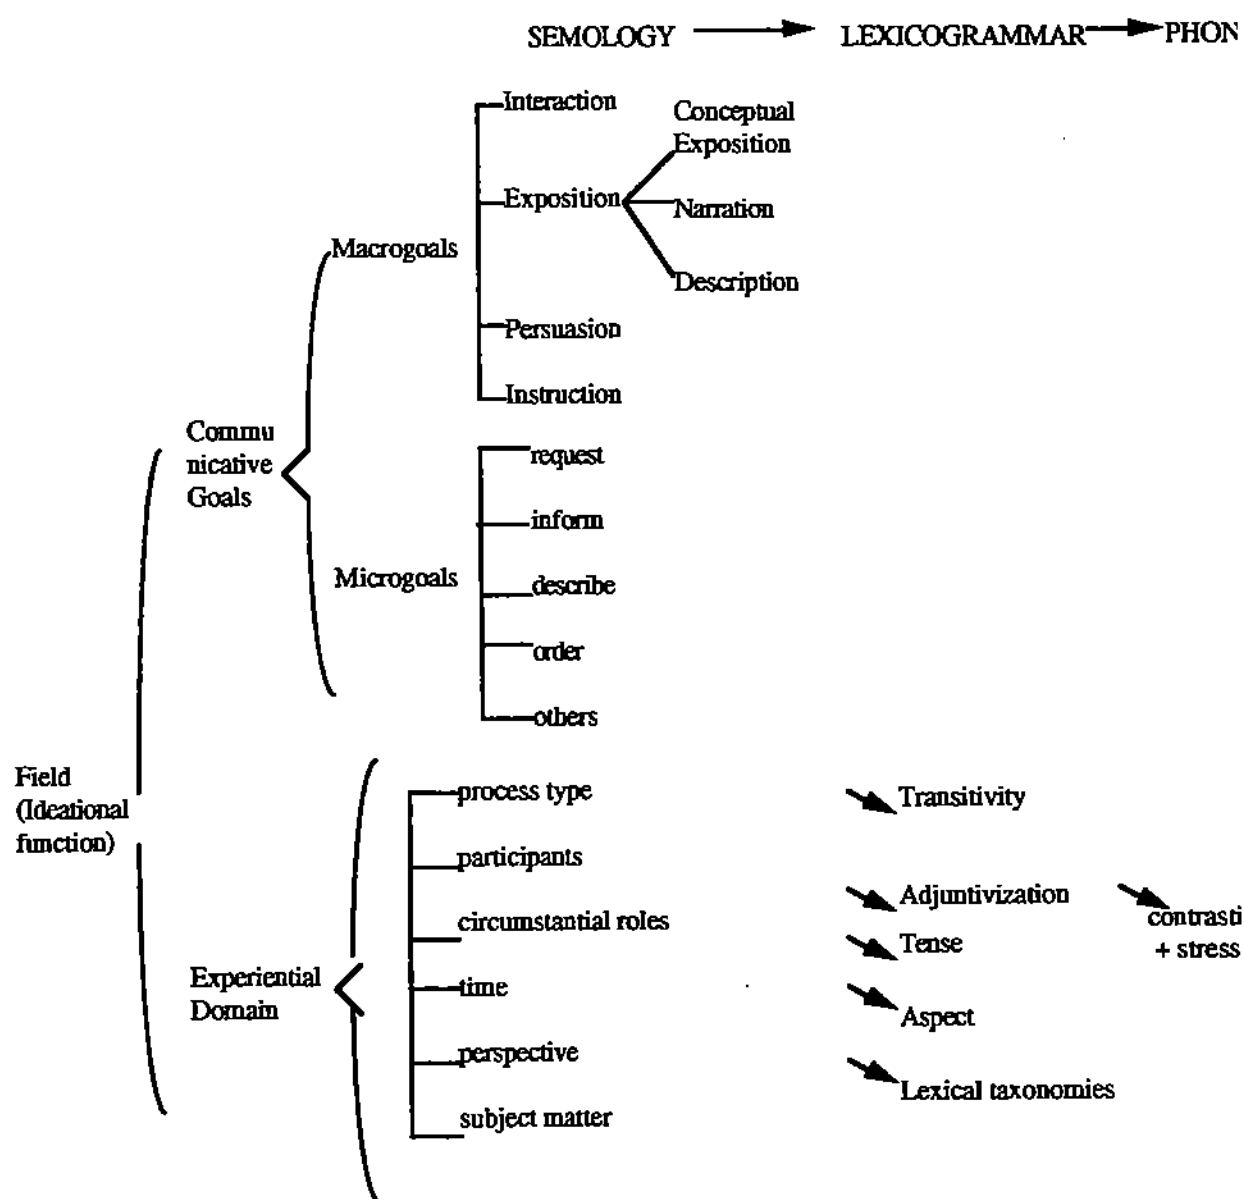 SEMOLOGY LEXICOGRAMMAR PHON
Interaction
Conceptual
Exposition
Exposition
Narration
Macrogoals
Description
Persuasion
Instruction
Commu
nicative
Goals
request
inform
Microgoals
describe
order
others
Field
(Ideational
function)
process type
Transitivity
participants
Adjuntivization
circumstantial roles
contrasti
+ stress
Tense
Experiential
Domain
time
Aspect
perspective
Lexical taxonomies
subject matter